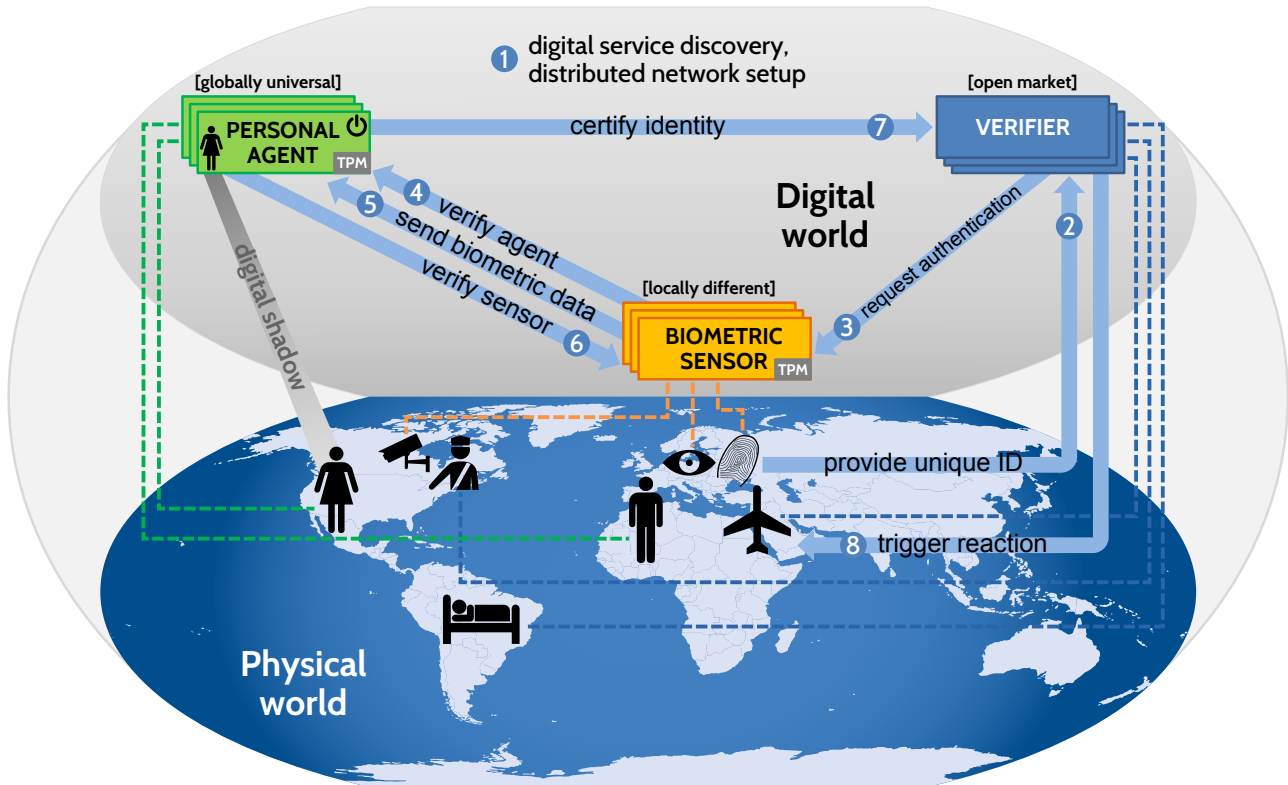 1 digital service discovery,
distributed network setup
[globally universal]
[open market]
PERSONAL
AGENT
TPM
certify identity 7
VERIFIER
4 verify agent
5 send biometric data
verify sensor 6
Digital
world
2
3 request authentication
digital shadow
[locally different]
BIOMETRIC
SENSOR
TPM
provide unique ID
8 trigger reaction
Physical
world